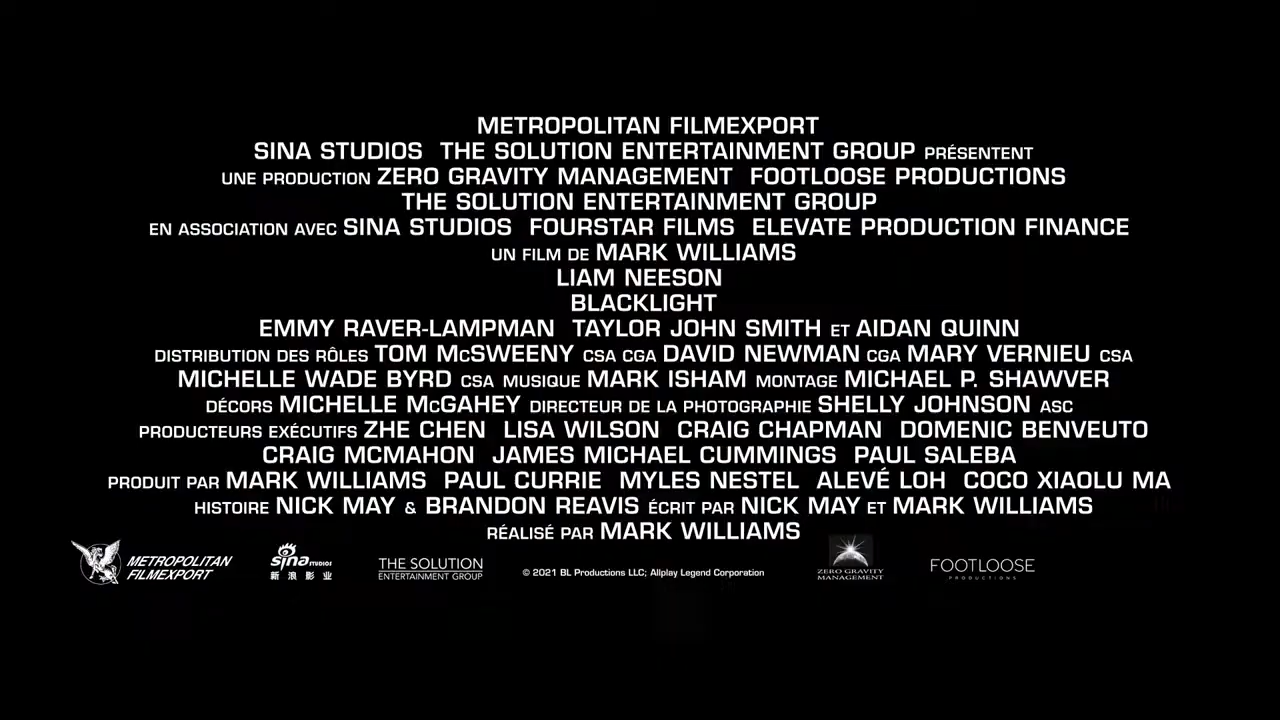 METROPOLITAN FILMEXPORT
SINA STUDIOS THE SOLUTION ENTERTAINMENT GROUP PRÉSENTENT
UNE PRODUCTION ZERO GRAVITY MANAGEMENT FOOTLOOSE PRODUCTIONS
THE SOLUTION ENTERTAINMENT GROUP
EN ASSOCIATION AVEC SINA STUDIOS FOURSTAR FILMS ELEVATE PRODUCTION FINANCE
UN FILM DE MARK WILLIAMS
LIAM NEESON
BLACKLIGHT
EMMY RAVER-LAMPMAN TAYLOR JOHN SMITH ET AIDAN QUINN
DISTRIBUTION DES RÔLES TOM McSWEENY CSA CGA DAVID NEWMAN CGA MARY VERNIEU CSA
MICHELLE WADE BYRD CSA MUSIQUE MARK ISHAM MONTAGE MICHAEL P. SHAWVER
DÉCORS MICHELLE McGAHEY DIRECTEUR DE LA PHOTOGRAPHIE SHELLY JOHNSON ASC
PRODUCTEURS EXÉCUTIFS ZHE CHEN LISA WILSON CRAIG CHAPMAN DOMENIC BENVEUTO
CRAIG MCMAHON JAMES MICHAEL CUMMINGS PAUL SALEBA
PRODUIT PAR MARK WILLIAMS PAUL CURRIE MYLES NESTEL ALEVÉ LOH COCO XIAOLU MA
HISTOIRE NICK MAY & BRANDON REAVIS ÉCRIT PAR NICK MAY ET MARK WILLIAMS
RÉALISÉ PAR MARK WILLIAMS
METROPOLITAN
FILMEXPORT
sina STUDIOS
新浪影业
THE SOLUTION
ENTERTAINMENT GROUP
© 2021 BL Productions LLC; Allplay Legend Corporation
ZERO GRAVITY
MANAGEMENT
FOOTLOOSE
PRODUCTIONS